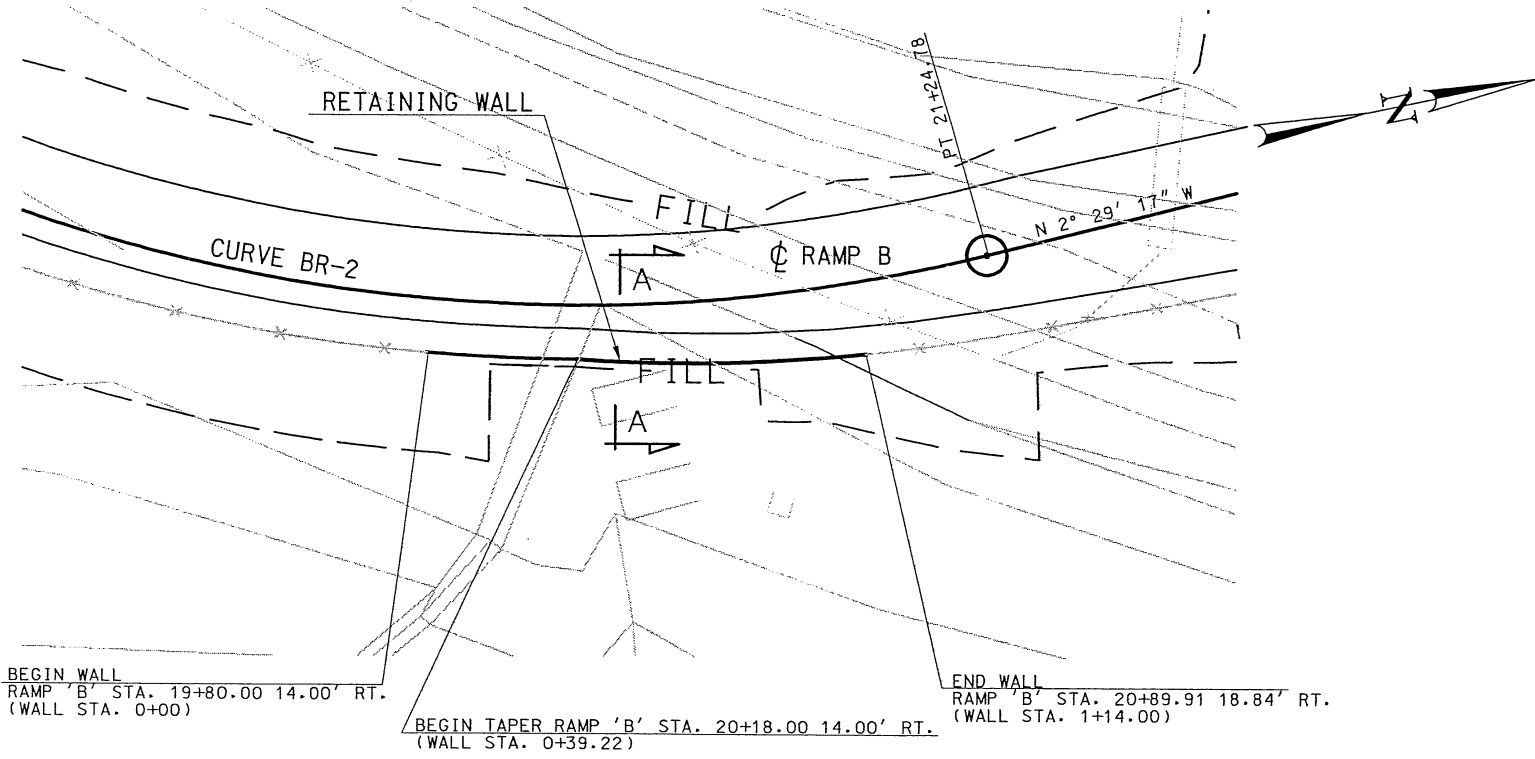 PT 21+24.78
N
RETAINING WALL
FILL
N 2° 29' 17" W
CURVE BR-2
A
℄ RAMP B
FILL
A
BEGIN WALL
RAMP 'B' STA. 19+80.00 14.00' RT.
(WALL STA. 0+00)
BEGIN TAPER RAMP 'B' STA. 20+18.00 14.00' RT.
(WALL STA. 0+39.22)
END WALL
RAMP 'B' STA. 20+89.91 18.84' RT.
(WALL STA. 1+14.00)